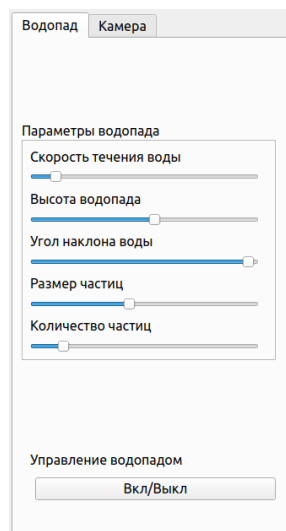 Водопад Камера
Параметры водопада
Скорость течения воды
Высота водопада
Угол наклона воды
Размер частиц
Количество частиц
Управление водопадом
Вкл/Выкл